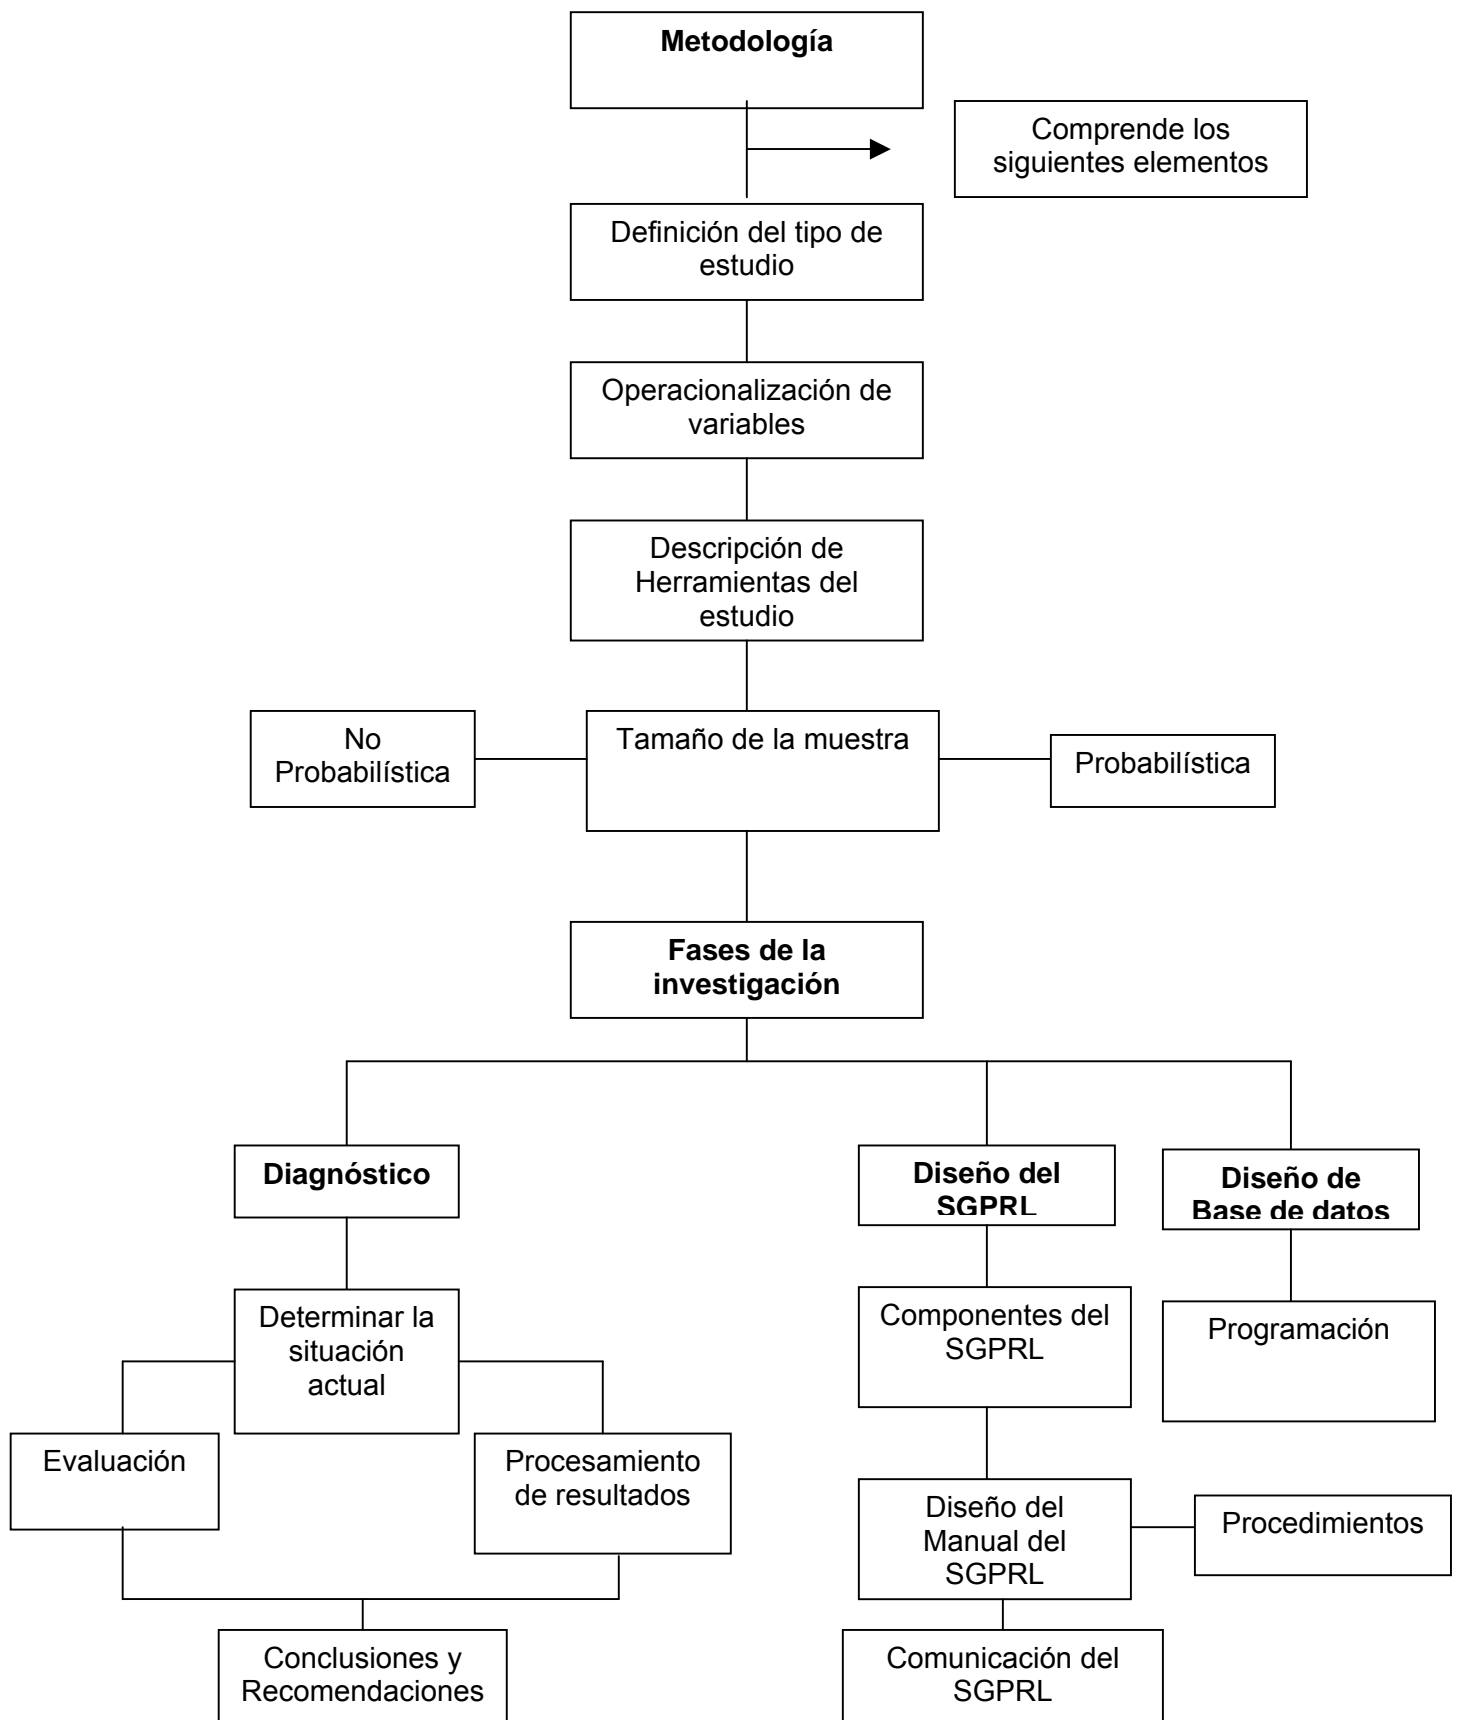 Metodología
Comprende los
siguientes elementos
Definición del tipo de
estudio
Operacionalización de
variables
Descripción de
Herramientas del
estudio
No
Probabilística
Tamaño de la muestra
Probabilística
Fases de la
investigación
Diagnóstico
Diseño del
SGPRL
Diseño de
Base de datos
Determinar la
situación
actual
Componentes del
SGPRL
Programación
Evaluación
Procesamiento
de resultados
Diseño del
Manual del
SGPRL
Procedimientos
Conclusiones y
Recomendaciones
Comunicación del
SGPRL